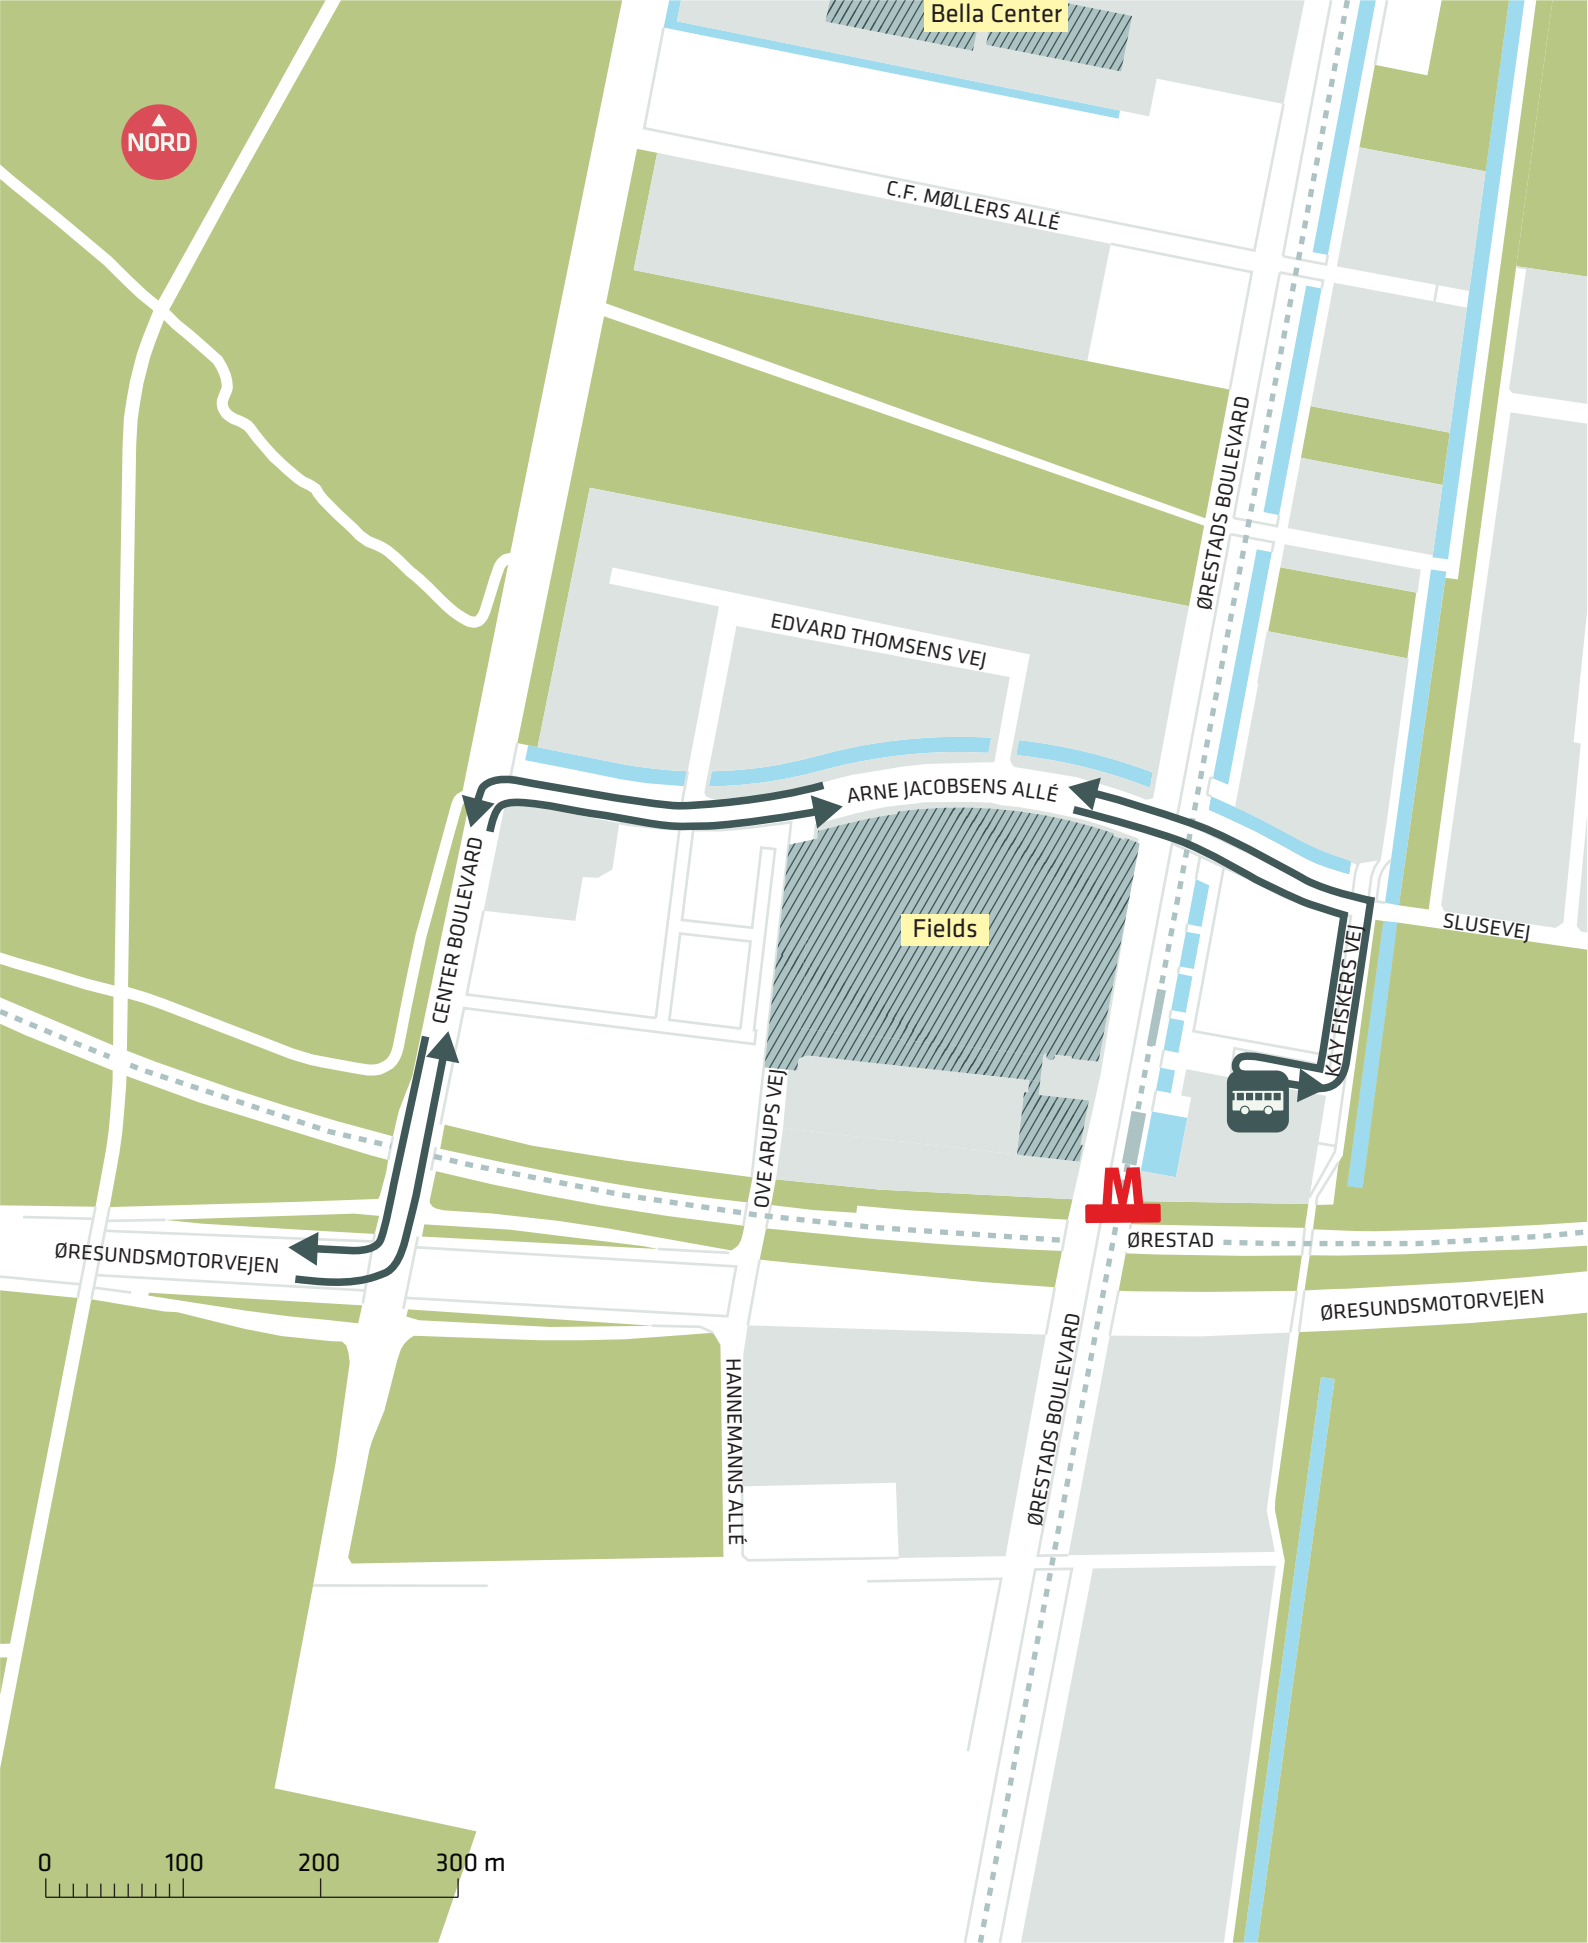 Bella Center
NORD
C.F. MØLLERS ALLÉ
ØRESTADS BOULEVARD
EDVARD THOMSENS VEJ
ARNE JACOBSENS ALLÉ
CENTER BOULEVARD
Fields
SLUSEVEJ
KAY FISKERS VEJ
OVE ARUPS VEJ
M
ØRESTAD
ØRESUNDSMOTORVEJEN
ØRESUNDSMOTORVEJEN
HANNEMANNS ALLÉ
ØRESTADS BOULEVARD
0 100 200 300 m